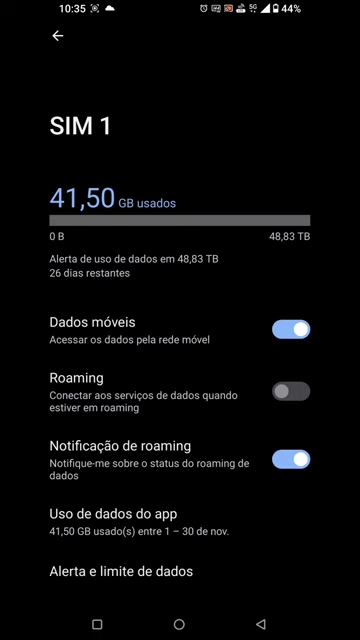 10:35
5G
44%
SIM 1
41,50 GB usados
0 B
48,83 TB
Alerta de uso de dados em 48,83 TB
26 dias restantes
Dados móveis
Acessar os dados pela rede móvel
Roaming
Conectar aos serviços de dados quando
estiver em roaming
Notificação de roaming
Notifique-me sobre o status do roaming de
dados
Uso de dados do app
41,50 GB usado(s) entre 1 – 30 de nov.
Alerta e limite de dados